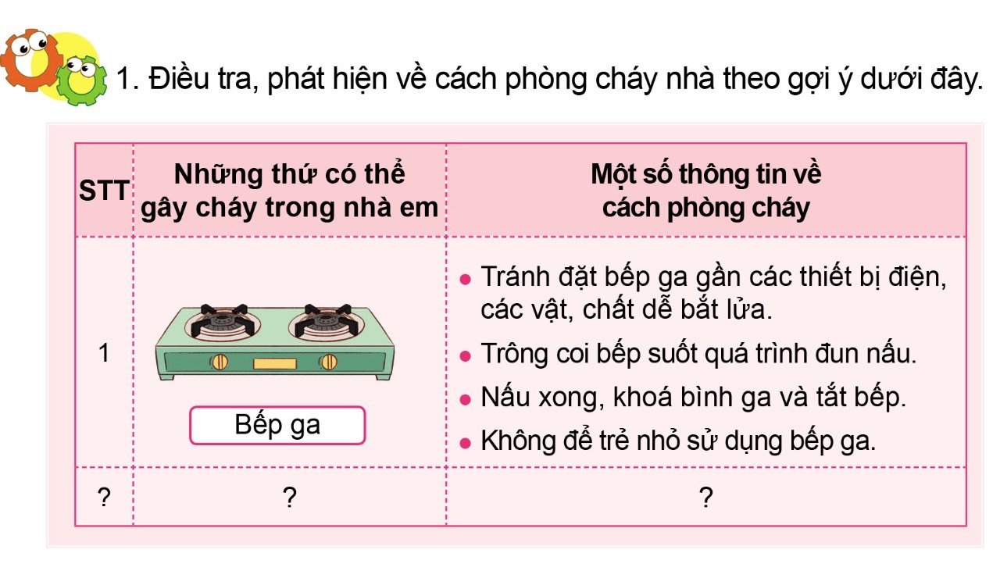 1. Điều tra, phát hiện về cách phòng cháy nhà theo gợi ý dưới đây.
STT
Những thứ có thể
gây cháy trong nhà em
Một số thông tin về
cách phòng cháy
1
Bếp ga
• Tránh đặt bếp ga gần các thiết bị điện,
các vật, chất dễ bắt lửa.
• Trông coi bếp suốt quá trình đun nấu.
• Nấu xong, khoá bình ga và tắt bếp.
• Không để trẻ nhỏ sử dụng bếp ga.
? ? ?